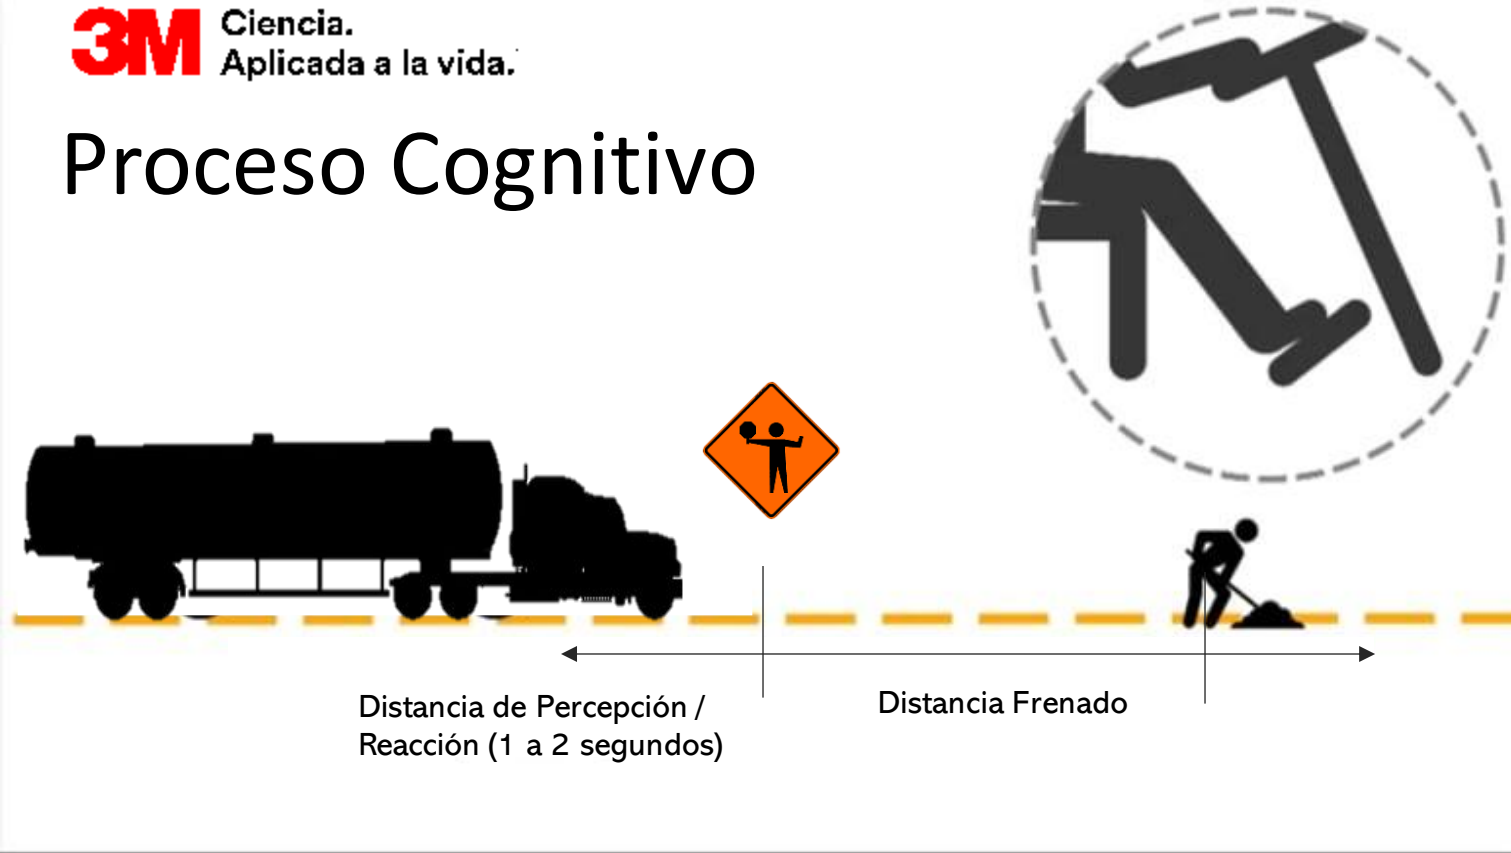 3M Ciencia.
Aplicada a la vida.
Proceso Cognitivo
Distancia de Percepción /
Reacción (1 a 2 segundos)
Distancia Frenado